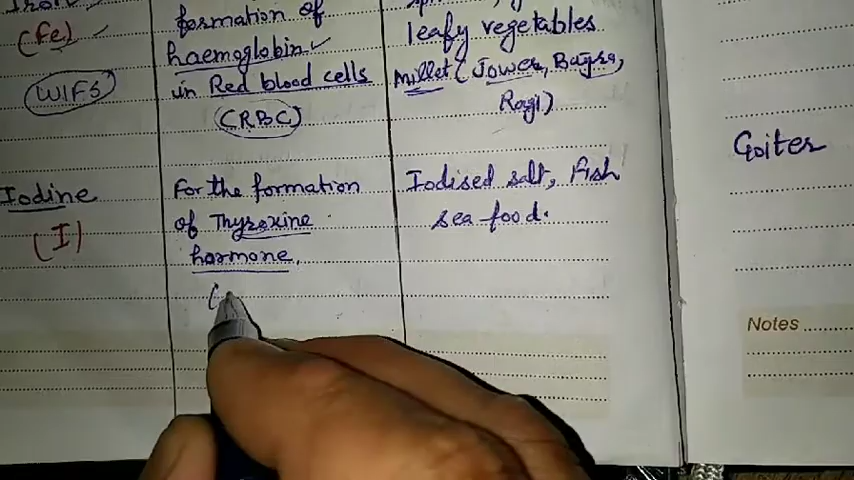 (Fe)
WIFS
formation of
haemoglobin
in Red blood cells
(RBC)
leafy vegetables
Millet (Jower, Bajra,
Ragi)
Iodine
(I)
For the formation
of Thyroxine
hormone.
(
Iodised salt, Fish
sea food.
Goiter
Notes